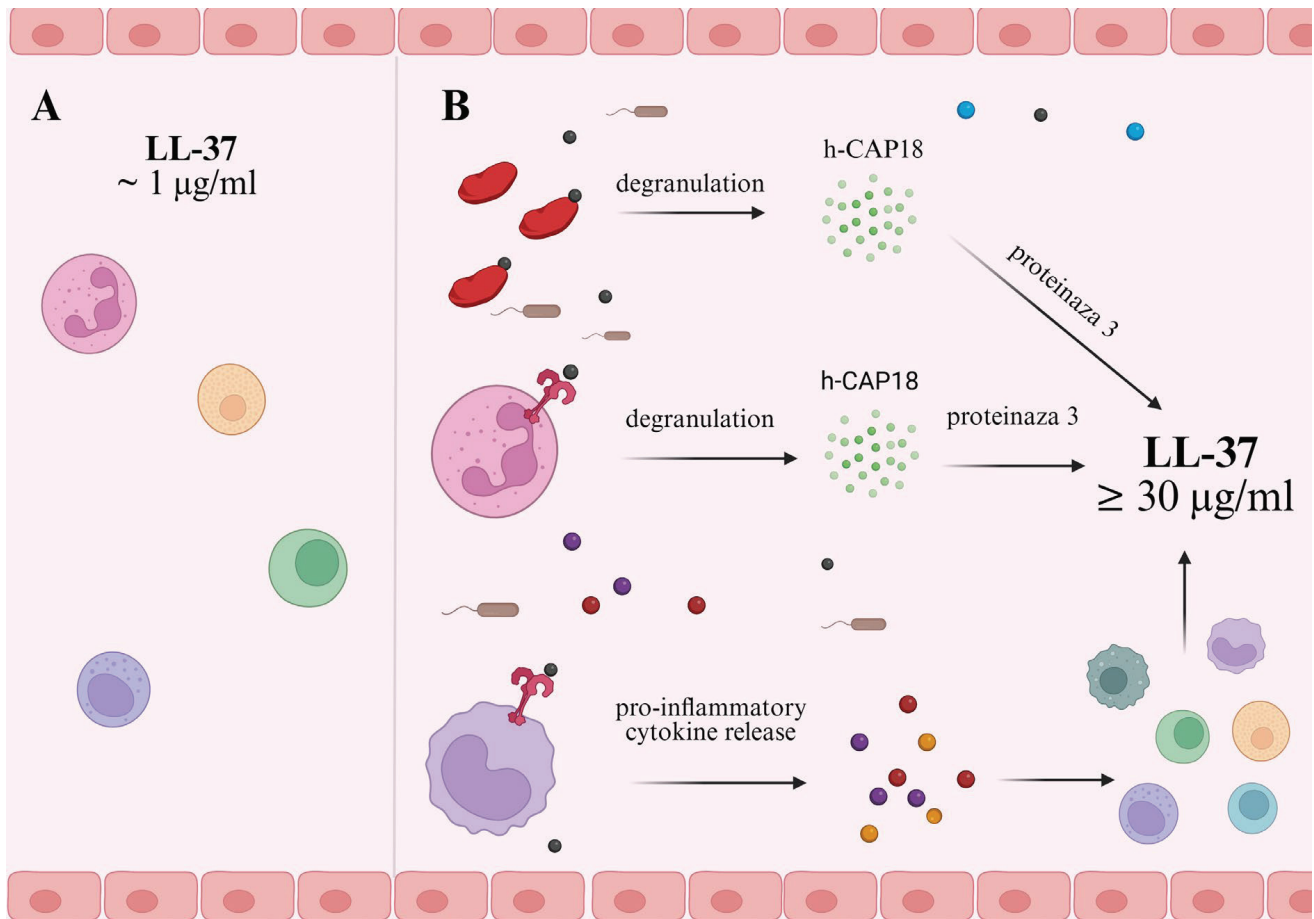 A
LL-37
~ 1 μg/ml
B
degranulation
h-CAP18
proteinaza 3
degranulation
h-CAP18
proteinaza 3
LL-37
≥ 30 μg/ml
pro-inflammatory
cytokine release